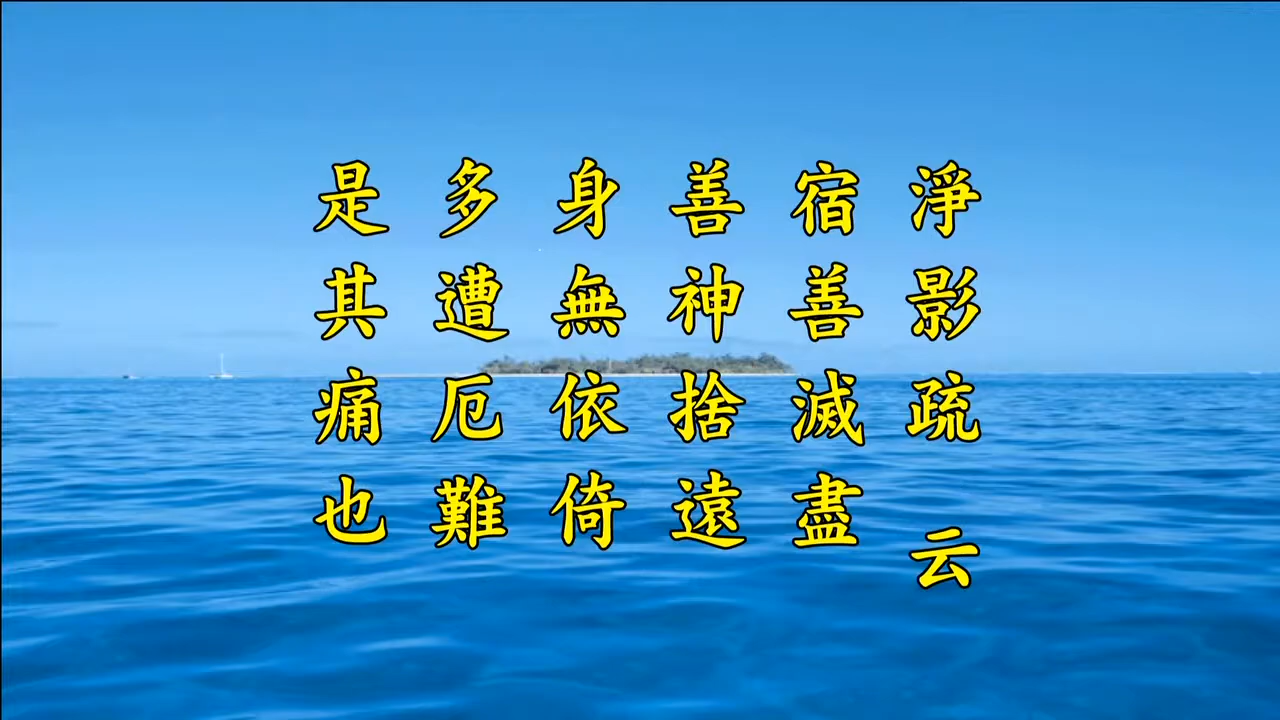 淨影疏云
宿善滅盡
善神捨遠
身無依倚
多遭厄難
是其痛也